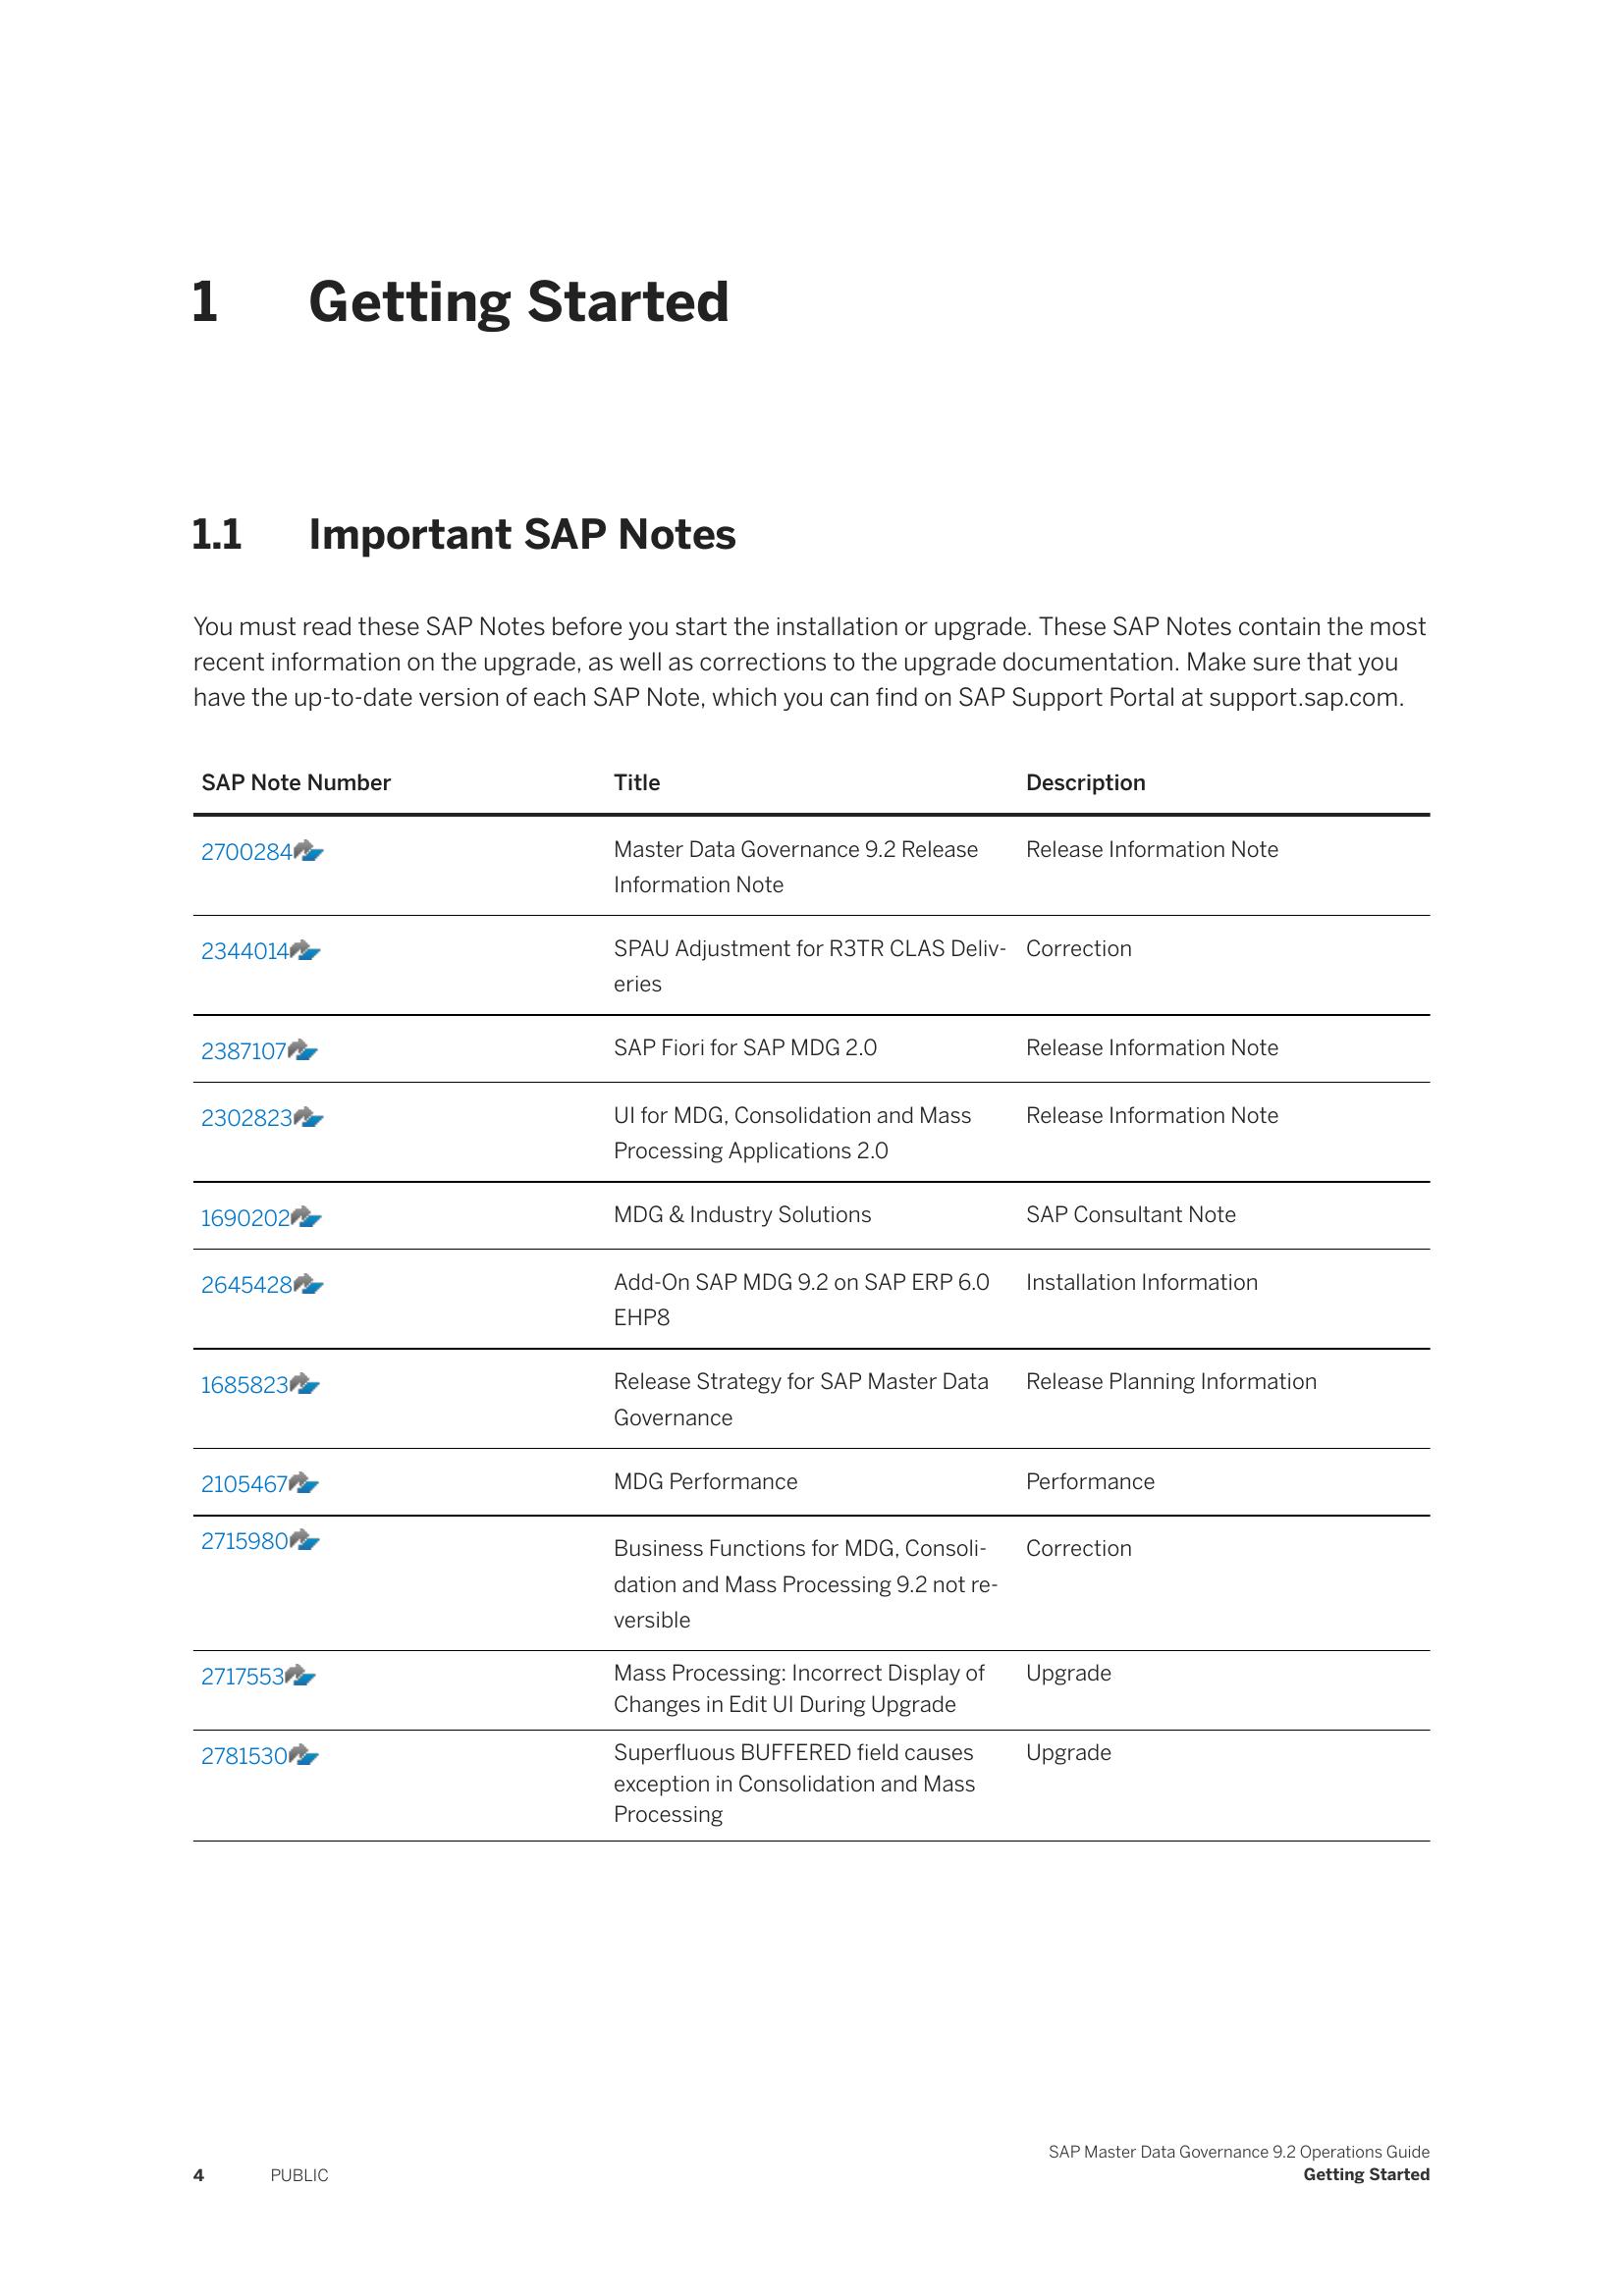 1 Getting Started
1.1 Important SAP Notes
You must read these SAP Notes before you start the installation or upgrade. These SAP Notes contain the most
recent information on the upgrade, as well as corrections to the upgrade documentation. Make sure that you
have the up-to-date version of each SAP Note, which you can find on SAP Support Portal at support.sap.com.
SAP Note Number Title Description
2700284 Master Data Governance 9.2 Release Release Information Note
Information Note
2344014 SPAU Adjustment for R3TR CLAS Deliv- Correction
eries
2387107 SAP Fiori for SAP MDG 2.0 Release Information Note
2302823 UI for MDG, Consolidation and Mass Release Information Note
Processing Applications 2.0
1690202 MDG & Industry Solutions SAP Consultant Note
2645428 Add-On SAP MDG 9.2 on SAP ERP 6.0 Installation Information
EHP8
1685823 Release Strategy for SAP Master Data Release Planning Information
Governance
2105467 MDG Performance Performance
2715980 Business Functions for MDG, Consoli- Correction
dation and Mass Processing 9.2 not re-
versible
2717553 Mass Processing: Incorrect Display of Upgrade
Changes in Edit UI During Upgrade
2781530 Superfluous BUFFERED field causes Upgrade
exception in Consolidation and Mass
Processing
SAP Master Data Governance 9.2 Operations Guide
4 PUBLIC Getting Started